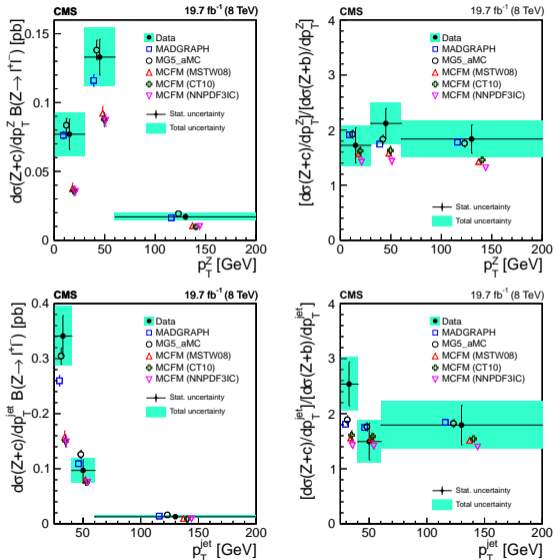 CMS 19.7 fb⁻¹ (8 TeV)
dσ(Z+c)/dp_T^Z B(Z→ l⁺l⁻) [pb]
0.15
0.1
0.05
0
Data
MADGRAPH
MG5_aMC
MCFM (MSTW08)
MCFM (CT10)
MCFM (NNPDF3IC)
Stat. uncertainty
Total uncertainty
0 50 100 150 200
p_T^Z [GeV]
CMS 19.7 fb⁻¹ (8 TeV)
[dσ(Z+c)/dp_T^Z]/[dσ(Z+b)/dp_T^Z]
4
3
2
1
0
Data
MADGRAPH
MG5_aMC
MCFM (MSTW08)
MCFM (CT10)
MCFM (NNPDF3IC)
Stat. uncertainty
Total uncertainty
0 50 100 150 200
p_T^Z [GeV]
CMS 19.7 fb⁻¹ (8 TeV)
dσ(Z+c)/dp_T^jet B(Z→ l⁺l⁻) [pb]
0.4
0.3
0.2
0.1
0
Data
MADGRAPH
MG5_aMC
MCFM (MSTW08)
MCFM (CT10)
MCFM (NNPDF3IC)
Stat. uncertainty
Total uncertainty
0 50 100 150 200
p_T^jet [GeV]
CMS 19.7 fb⁻¹ (8 TeV)
[dσ(Z+c)/dp_T^jet]/[dσ(Z+b)/dp_T^jet]
4
3
2
1
0
Data
MADGRAPH
MG5_aMC
MCFM (MSTW08)
MCFM (CT10)
MCFM (NNPDF3IC)
Stat. uncertainty
Total uncertainty
0 50 100 150 200
p_T^jet [GeV]